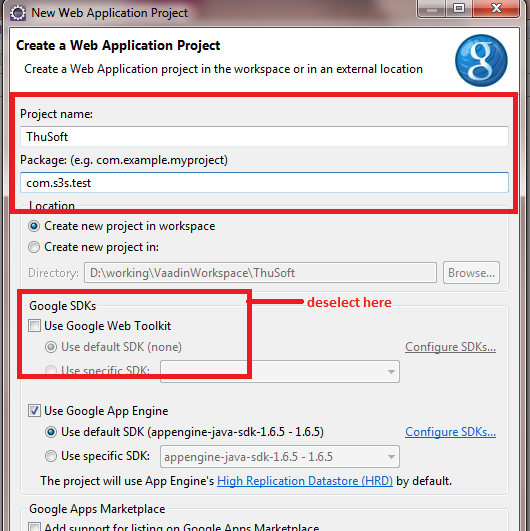 New Web Application Project
Create a Web Application Project
Create a Web Application project in the workspace or in an external location
g
Project name:
ThuSoft
Package: (e.g. com.example.myproject)
com.s3s.test
Location
Create new project in workspace
Create new project in:
Directory: D:\working\VaadinWorkspace\ThuSoft Browse...
Google SDKs
deselect here
Use Google Web Toolkit
Use default SDK (none) Configure SDKs...
Use specific SDK:
Use Google App Engine
Use default SDK (appengine-java-sdk-1.6.5 - 1.6.5) Configure SDKs...
Use specific SDK: appengine-java-sdk-1.6.5 - 1.6.5
The project will use App Engine's High Replication Datastore (HRD) by default.
Google Apps Marketplace
Add support for listing on Google Apps Marketplace